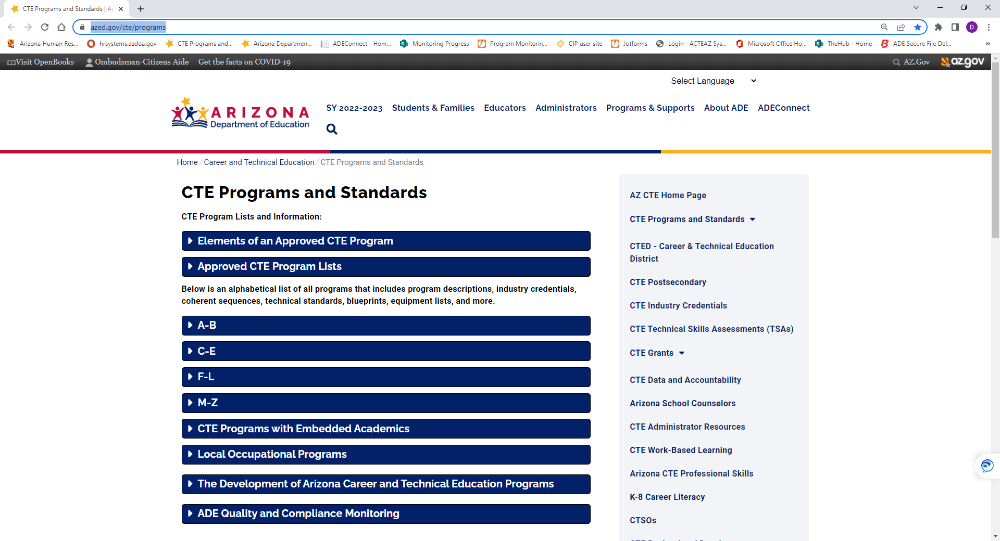 CTE Programs and Standards | Ar
azed.gov/cte/programs
D
Arizona Human Res...
hrsystems.azdoa.gov
CTE Programs and...
Arizona Departmen...
ADEConnect - Hom...
Monitoring Progress
Program Monitorin...
CIP user site
Jotforms
Login - ACTEAZ Sys...
Microsoft Office Ho...
TheHub - Home
ADE Secure File Del...
Visit OpenBooks
Ombudsman-Citizens Aide
Get the facts on COVID-19
AZ.Gov
az.gov
Select Language
ARIZONA
Department of Education
SY 2022-2023
Students & Families
Educators
Administrators
Programs & Supports
About ADE
ADEConnect
Home / Career and Technical Education / CTE Programs and Standards
CTE Programs and Standards
CTE Program Lists and Information:
Elements of an Approved CTE Program
Approved CTE Program Lists
Below is an alphabetical list of all programs that includes program descriptions, industry credentials,
coherent sequences, technical standards, blueprints, equipment lists, and more.
A-B
C-E
F-L
M-Z
CTE Programs with Embedded Academics
Local Occupational Programs
The Development of Arizona Career and Technical Education Programs
ADE Quality and Compliance Monitoring
AZ CTE Home Page
CTE Programs and Standards
CTED - Career & Technical Education
District
CTE Postsecondary
CTE Industry Credentials
CTE Technical Skills Assessments (TSAs)
CTE Grants
CTE Data and Accountability
Arizona School Counselors
CTE Administrator Resources
CTE Work-Based Learning
Arizona CTE Professional Skills
K-8 Career Literacy
CTSOs